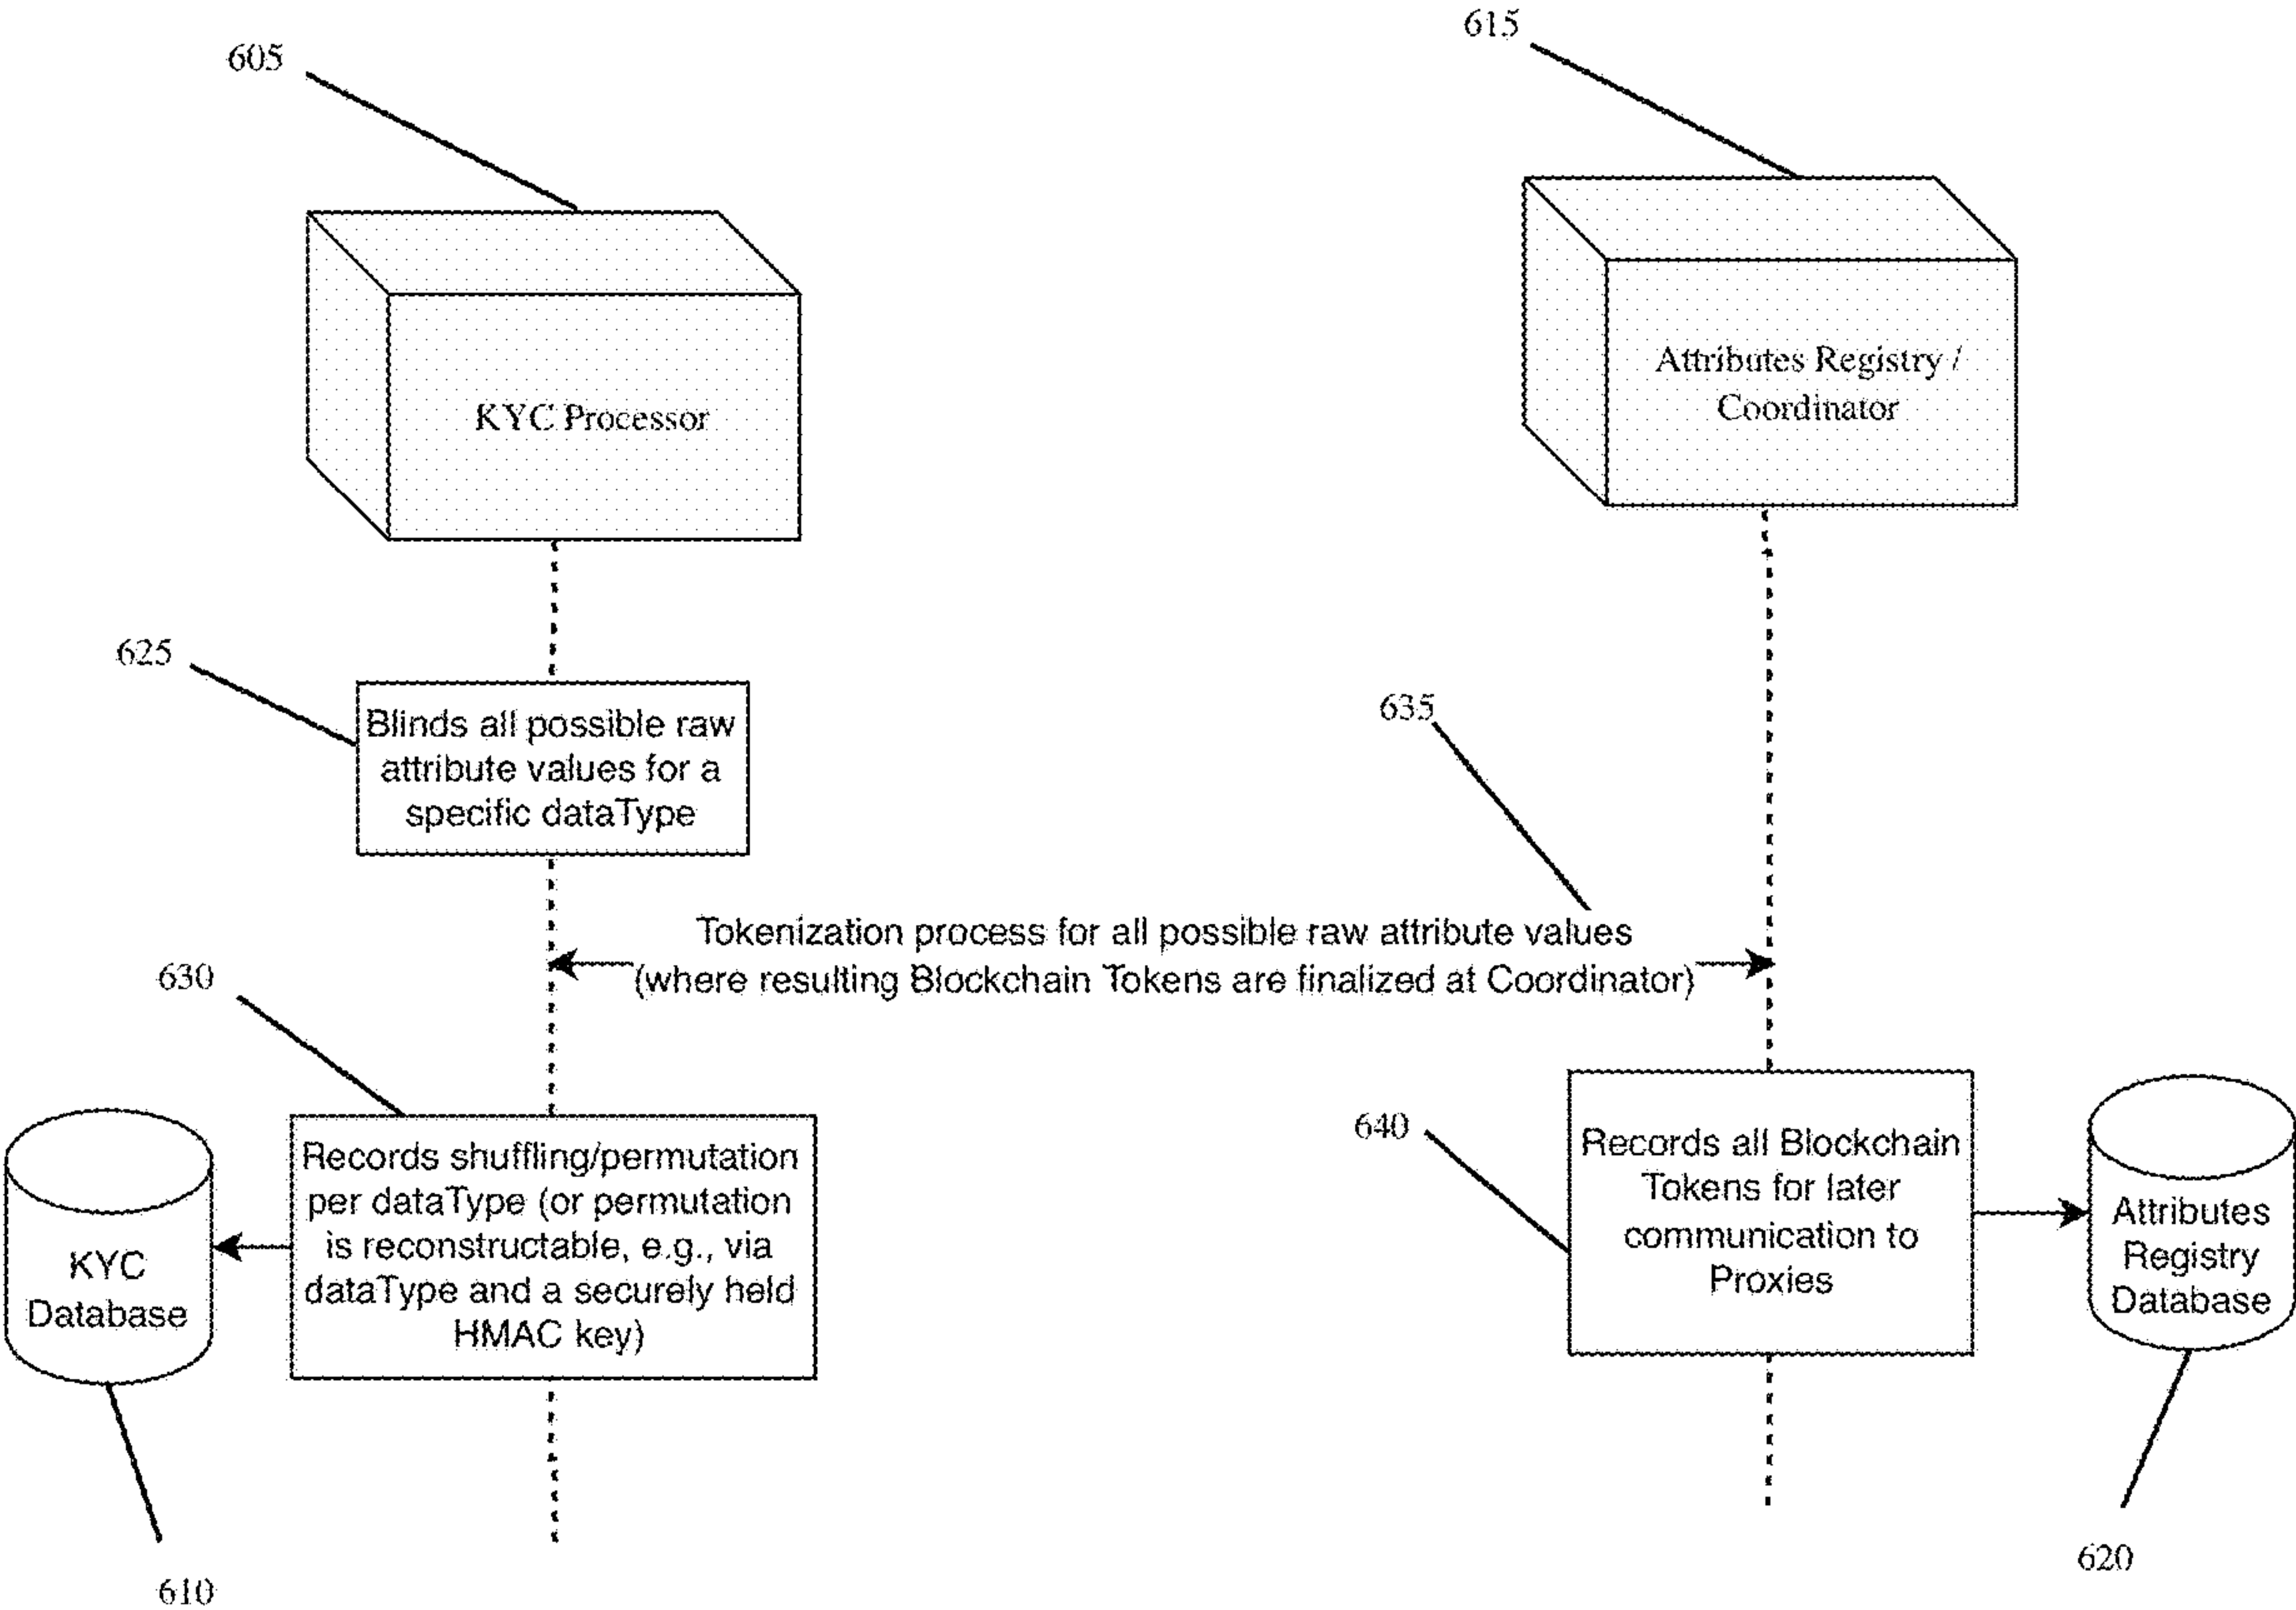 605
615
KYC Processor
Attributes Registry /
Coordinator
625
Blinds all possible raw
attribute values for a
specific dataType
635
Tokenization process for all possible raw attribute values
(where resulting Blockchain Tokens are finalized at Coordinator)
630
Records shuffling/permutation
per dataType (or permutation
is reconstructable, e.g., via
dataType and a securely held
HMAC key)
KYC
Database
640
Records all Blockchain
Tokens for later
communication to
Proxies
Attributes
Registry
Database
610
620